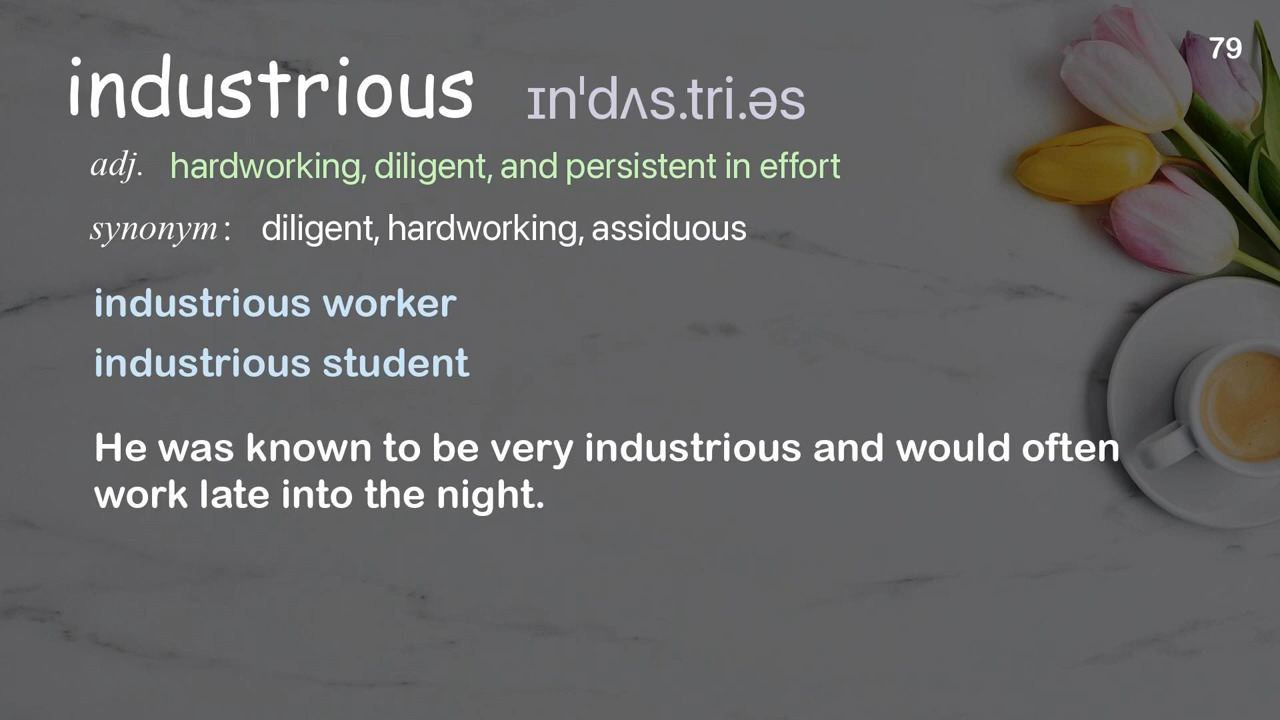 79
industrious ɪnˈdʌs.tri.əs
adj. hardworking, diligent, and persistent in effort
synonym: diligent, hardworking, assiduous
industrious worker
industrious student
He was known to be very industrious and would often
work late into the night.